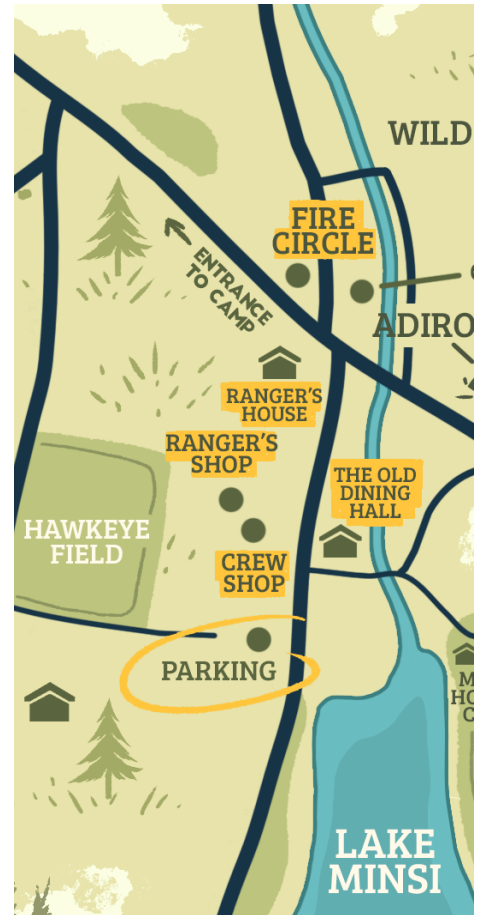 WILD
FIRE
CIRCLE
ENTRANCE
TO CAMP
ADIRO
RANGER'S
HOUSE
RANGER'S
SHOP
THE OLD
DINING
HALL
HAWKEYE
FIELD
CREW
SHOP
PARKING
M
HO
C
LAKE
MINSI